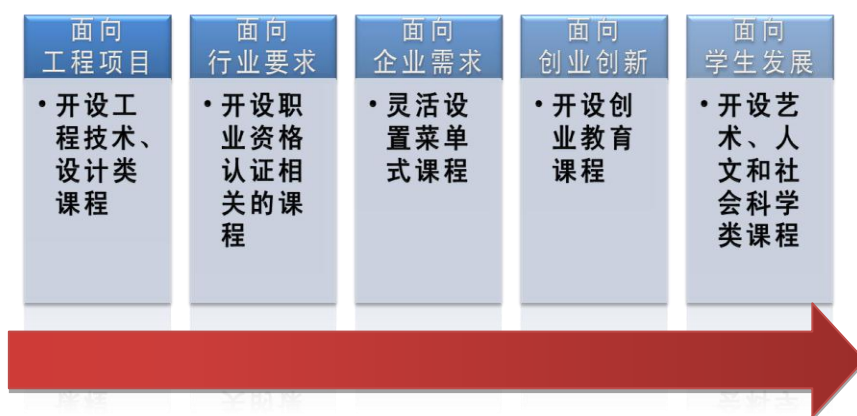 面向
工程项目
• 开设工
程技术、
设计类
课程
面向
行业要求
• 开设职
业资格
认证相
关的课
程
面向
企业需求
• 灵活设
置菜单
式课程
面向
创业创新
• 开设创
业教育
课程
面向
学生发展
• 开设艺
术、人
文和社
会科学
类课程